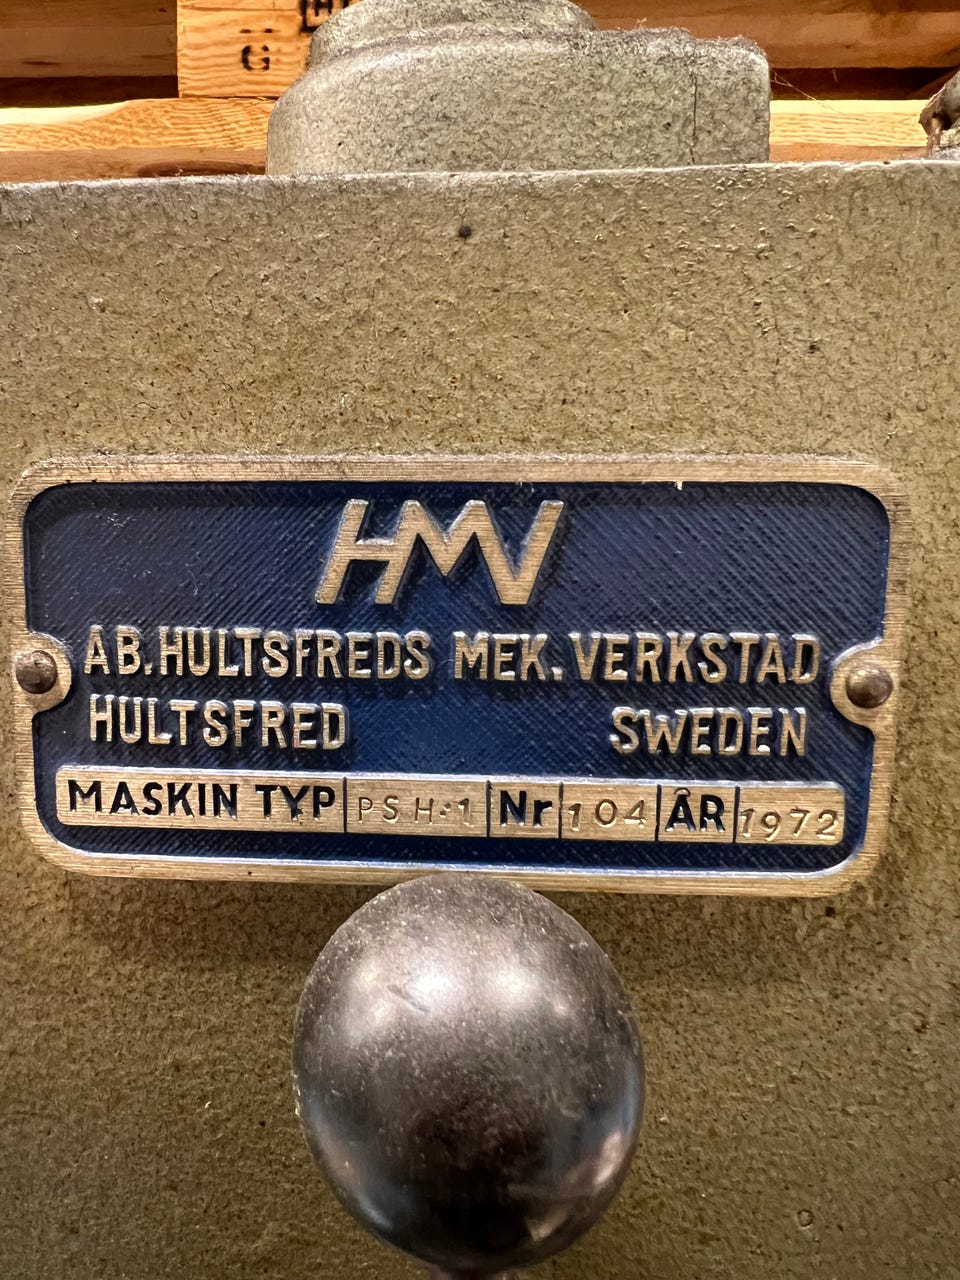 C
HMV
AB. HULTSFREDS MEK. VERKSTAD
HULTSFRED SWEDEN
MASKIN TYP PSH-1 Nr 104 ÅR 1972